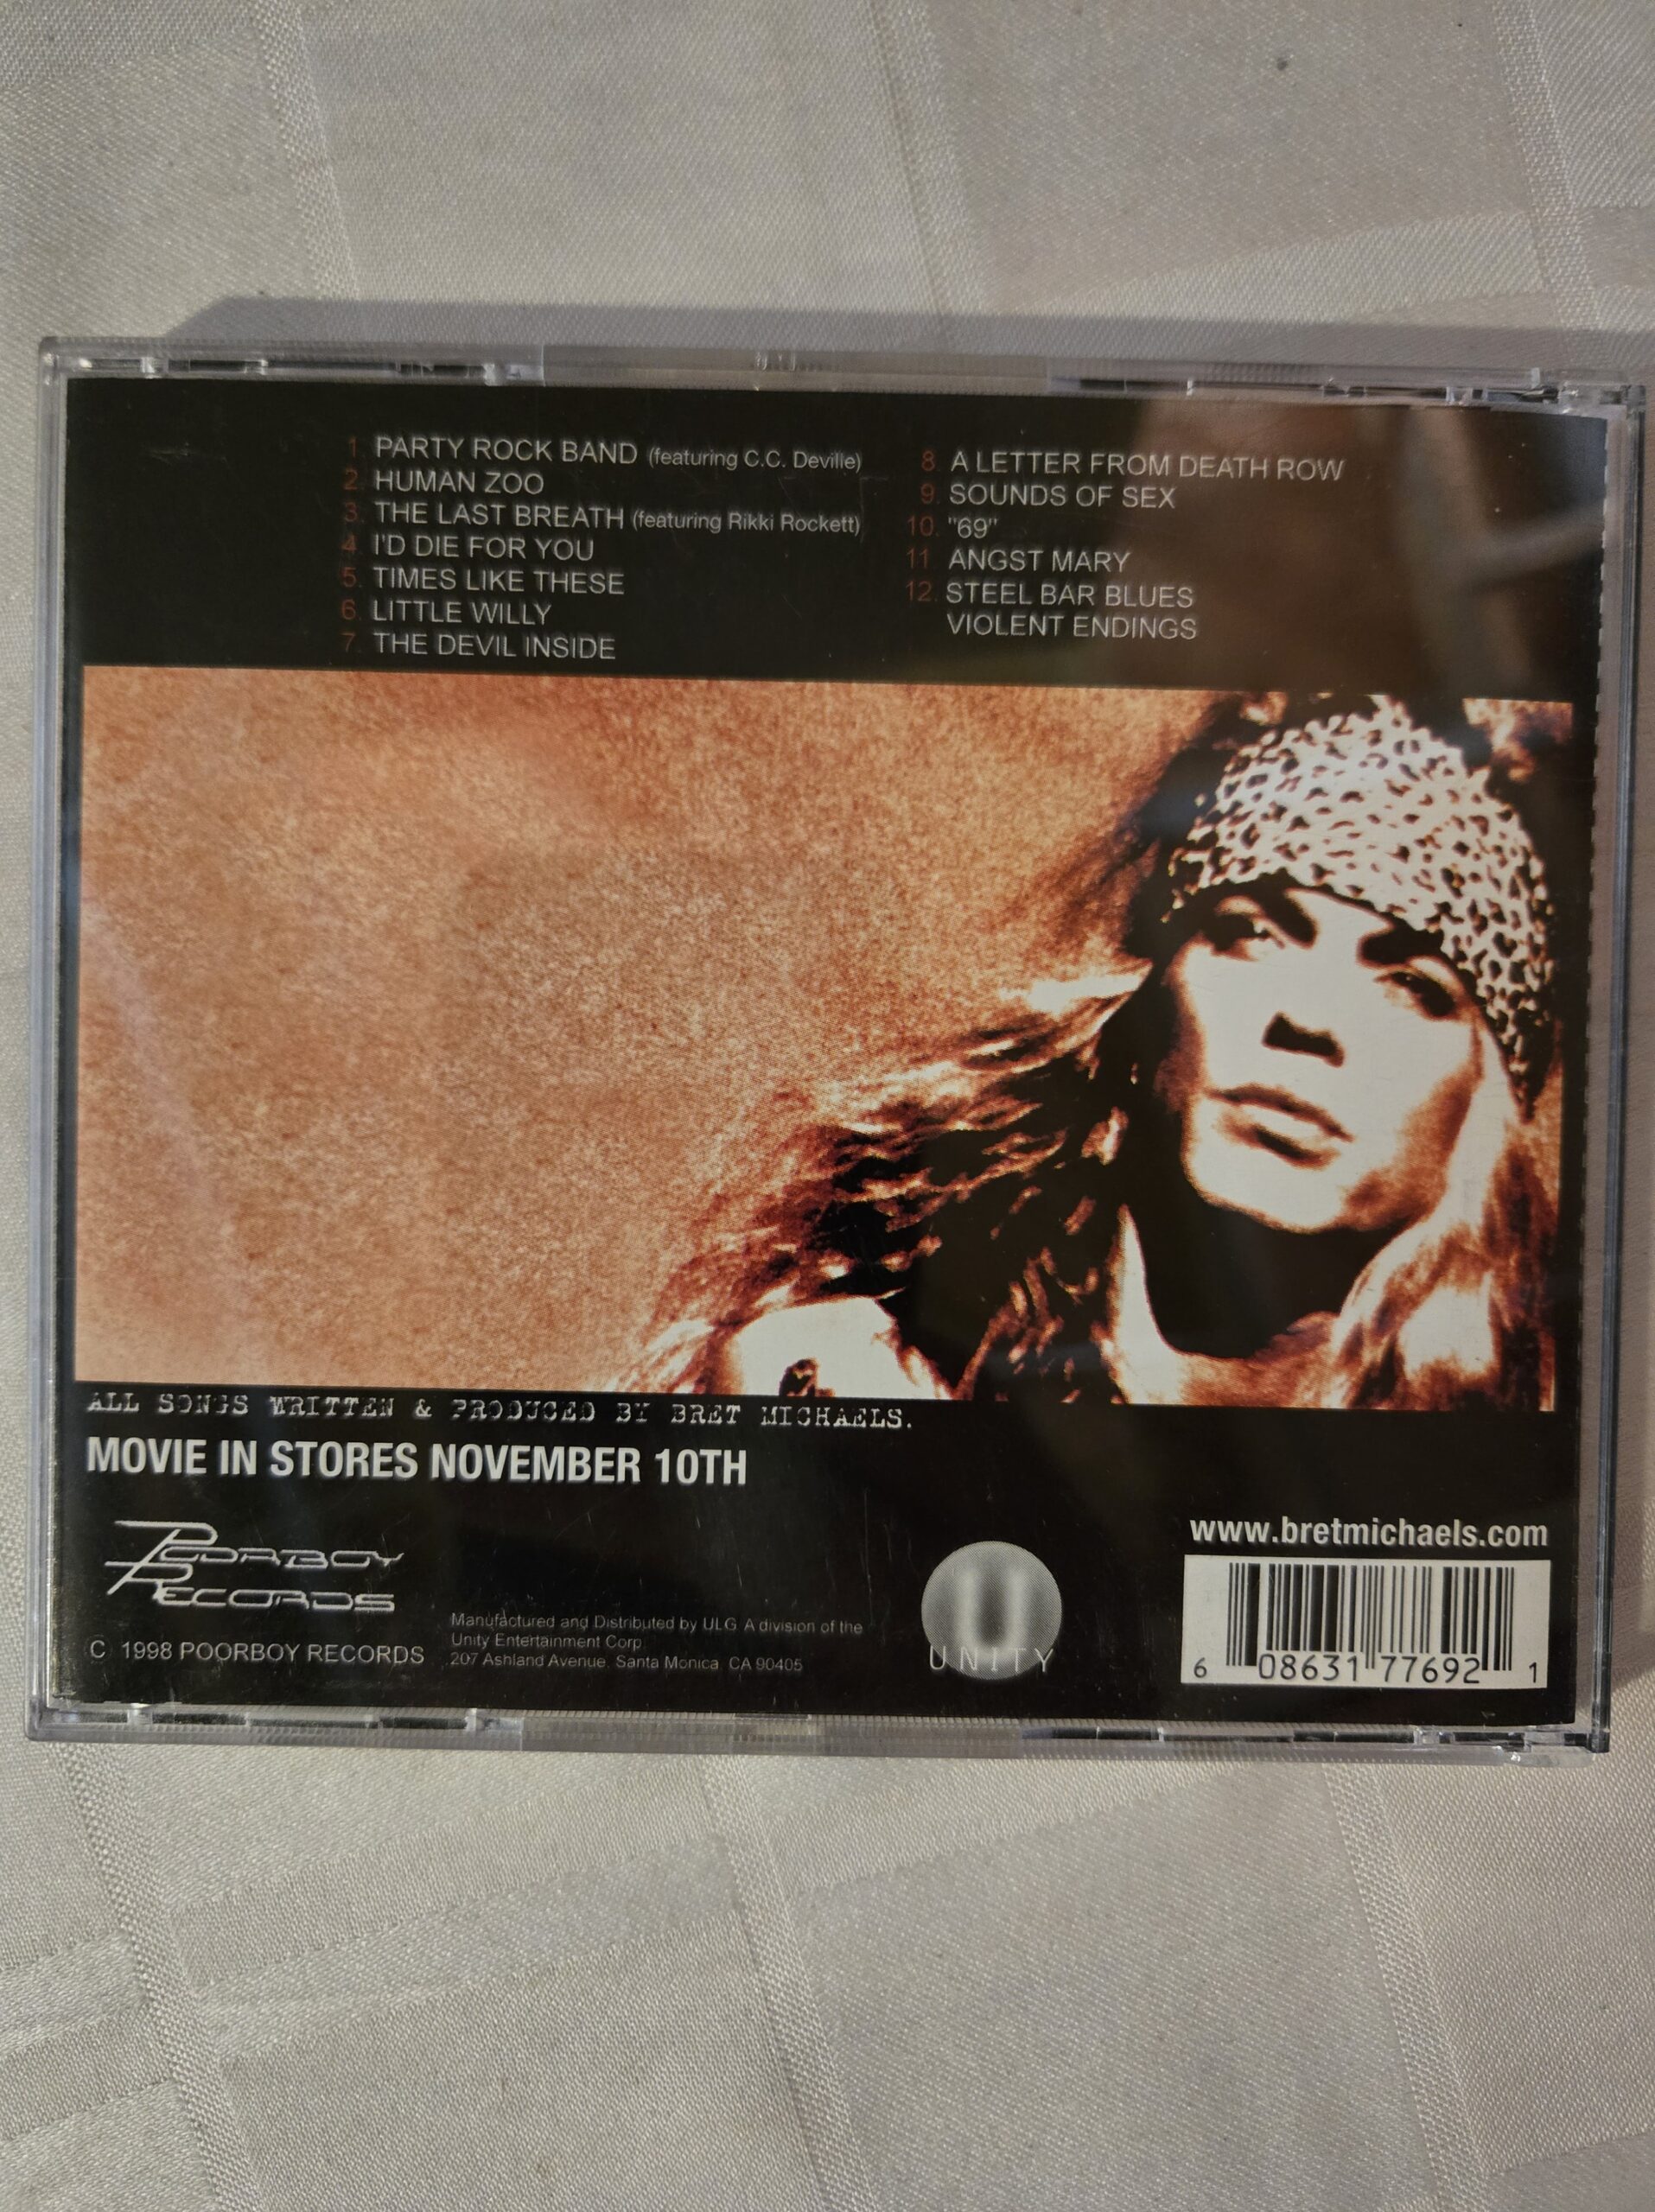 1. PARTY ROCK BAND (featuring C.C. Deville)
2. HUMAN ZOO
3. THE LAST BREATH (featuring Rikki Rockett)
4. I'D DIE FOR YOU
5. TIMES LIKE THESE
6. LITTLE WILLY
7. THE DEVIL INSIDE
8. A LETTER FROM DEATH ROW
9. SOUNDS OF SEX
10. "69"
11 ANGST MARY
12. STEEL BAR BLUES
VIOLENT ENDINGS
ALL SONGS WRITTEN & PRODUCED BY BRET MICHAELS.
MOVIE IN STORES NOVEMBER 10TH
POORBOY
RECORDS
C 1998 POORBOY RECORDS
Manufactured and Distributed by ULG A division of the
Unity Entertainment Corp
207 Ashland Avenue, Santa Monica CA 90405
U
UNITY
www.bretmichaels.com
6 08631 77692 1